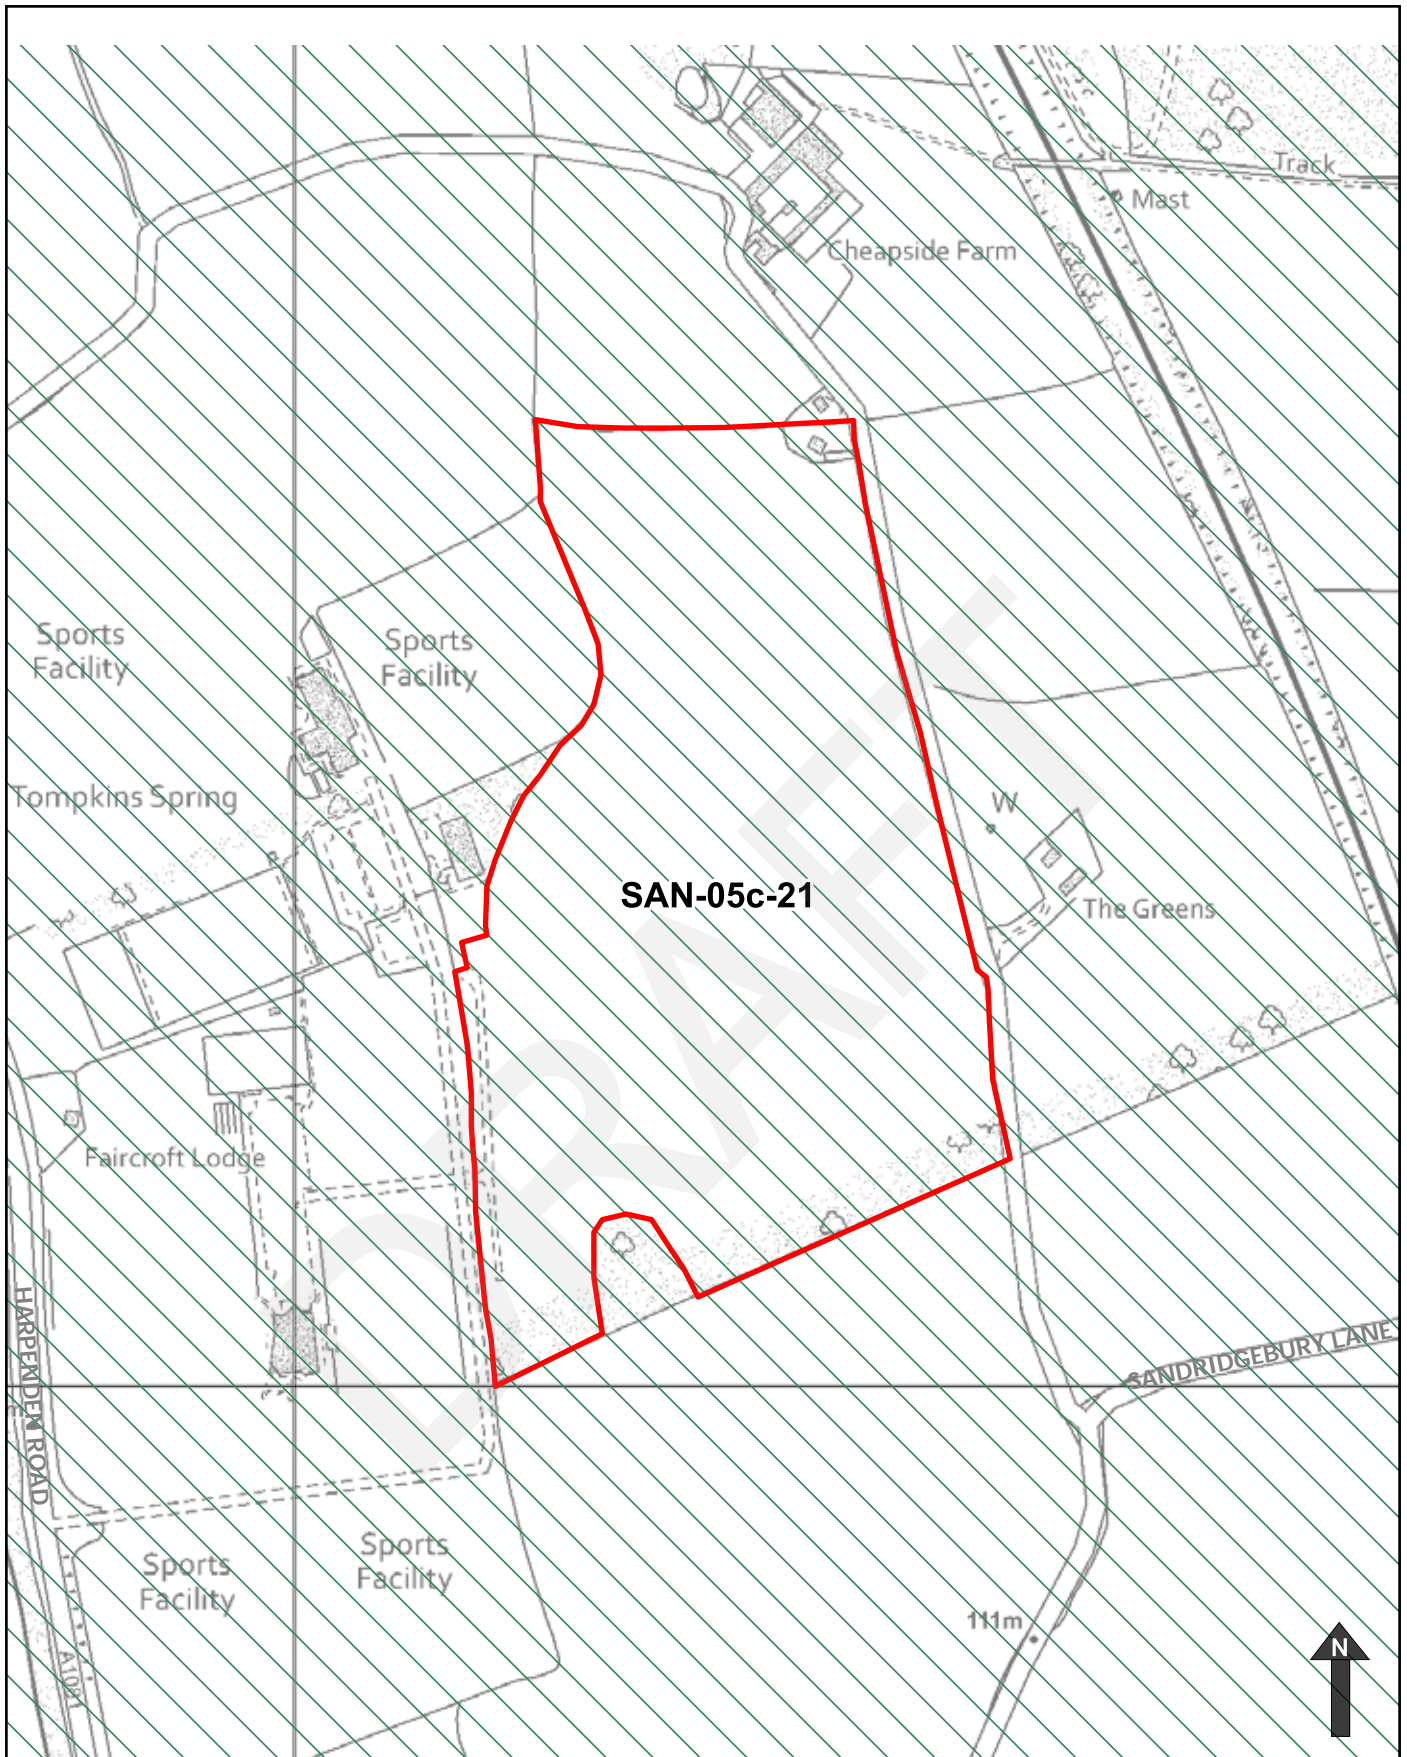 Track
Mast
Cheapside Farm
Sports
Facility
Sports
Facility
Tompkins Spring
W
SAN-05c-21
The Greens
Faircroft Lodge
DRAFT
HARPENDEN ROAD
SANDRIDGEBURY LANE
Sports
Facility
Sports
Facility
111m
A1081
N